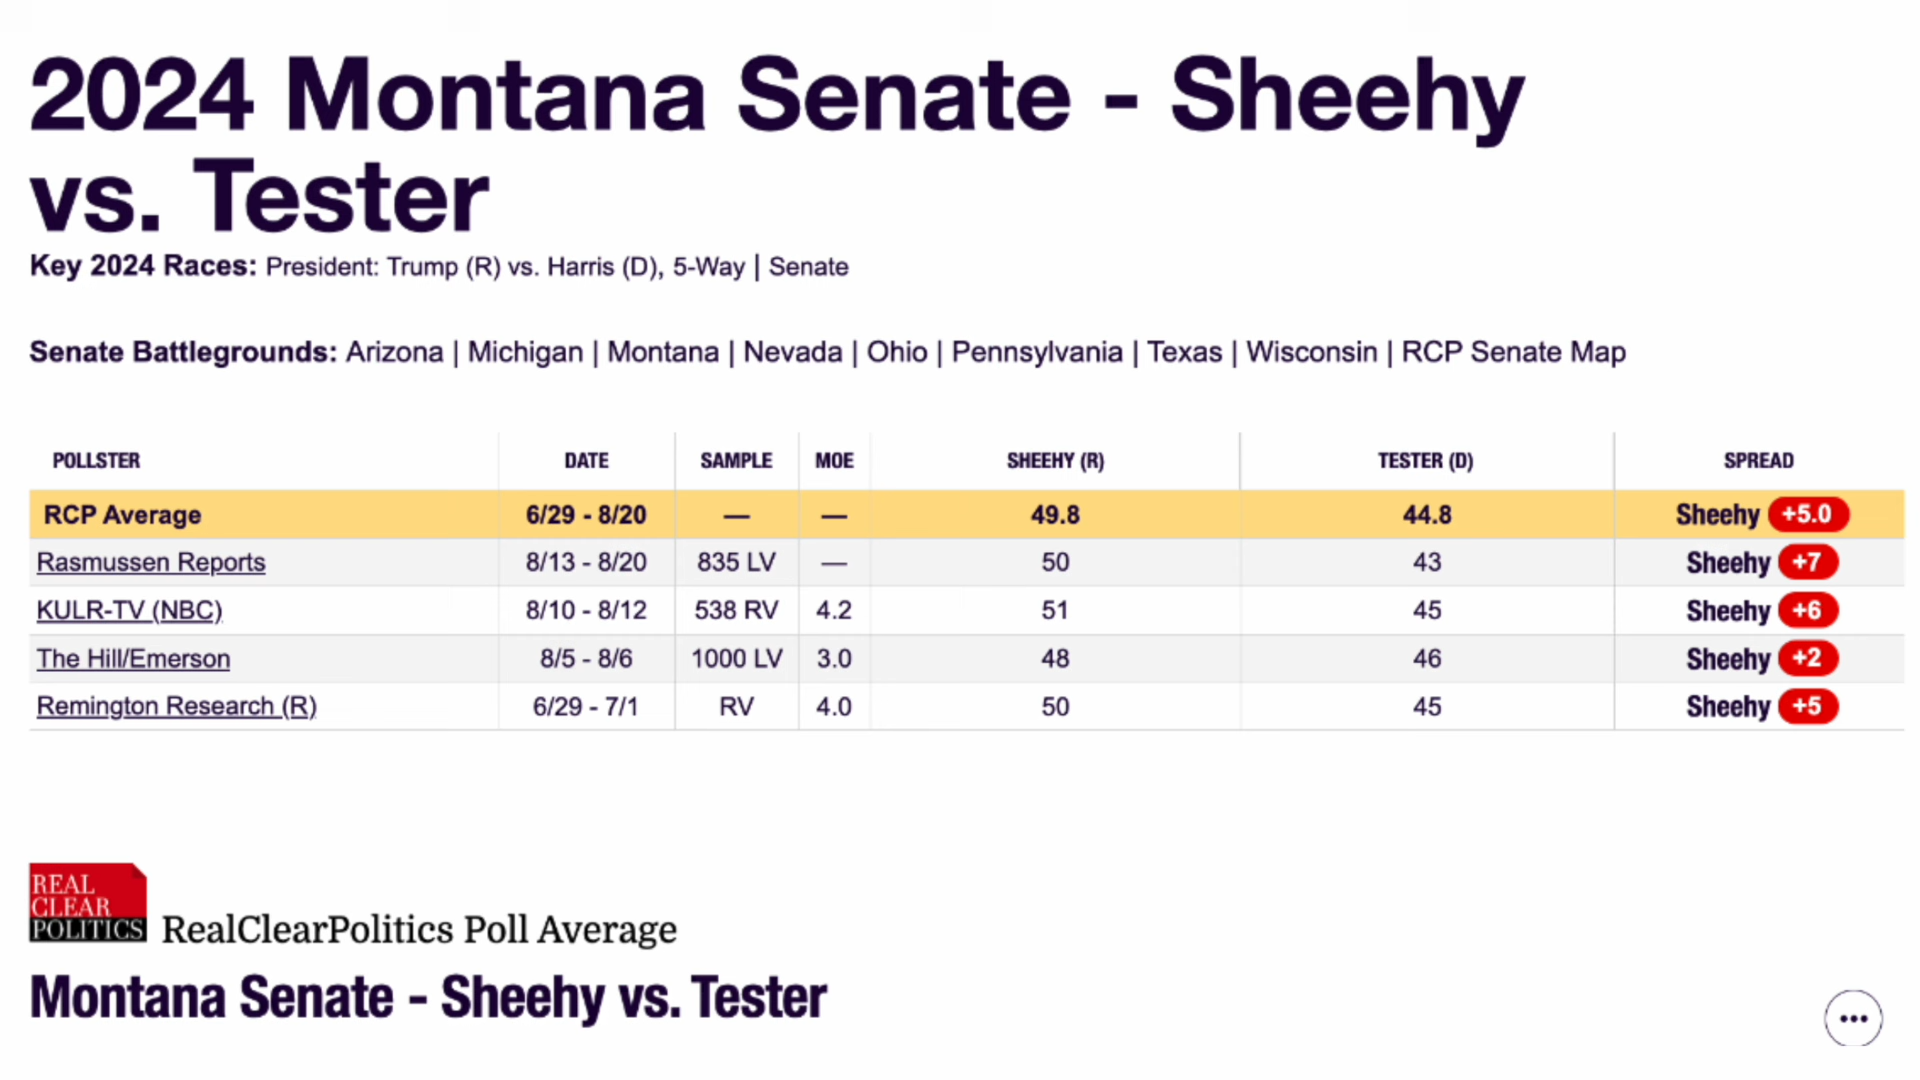 2024 Montana Senate - Sheehy
vs. Tester
Key 2024 Races: President: Trump (R) vs. Harris (D), 5-Way | Senate
Senate Battlegrounds: Arizona | Michigan | Montana | Nevada | Ohio | Pennsylvania | Texas | Wisconsin | RCP Senate Map
POLLSTER DATE SAMPLE MOE SHEEHY (R) TESTER (D) SPREAD
RCP Average 6/29 - 8/20 — — 49.8 44.8 Sheehy +5.0
Rasmussen Reports 8/13 - 8/20 835 LV — 50 43 Sheehy +7
KULR-TV (NBC) 8/10 - 8/12 538 RV 4.2 51 45 Sheehy +6
The Hill/Emerson 8/5 - 8/6 1000 LV 3.0 48 46 Sheehy +2
Remington Research (R) 6/29 - 7/1 RV 4.0 50 45 Sheehy +5
REAL
CLEAR
POLITICS
RealClearPolitics Poll Average
Montana Senate - Sheehy vs. Tester